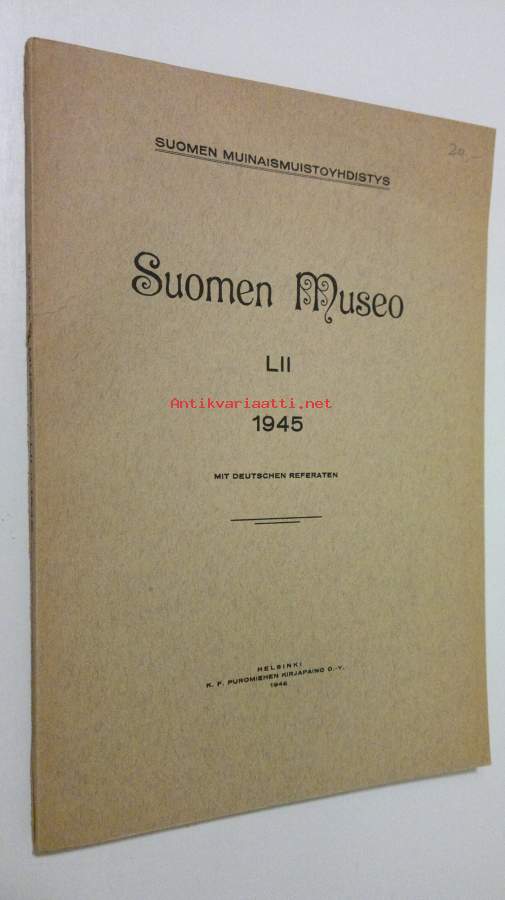 SUOMEN MUINAISMUISTOYHDISTYS
20.-
Suomen Museo
LII
Antikvariaatti.net
1945
MIT DEUTSCHEN REFERATEN
HELSINKI
K. F. PUROMIEHEN KIRJAPAINO O.-Y.
1946